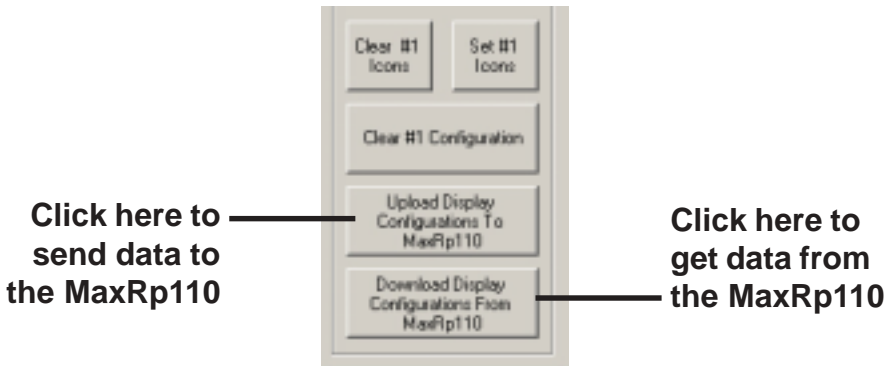 Clear #1
Icons
Set #1
Icons
Clear #1 Configuration
Upload Display
Configurations To
MaxRp110
Download Display
Configurations From
MaxRp110
Click here to
send data to
the MaxRp110
Click here to
get data from
the MaxRp110